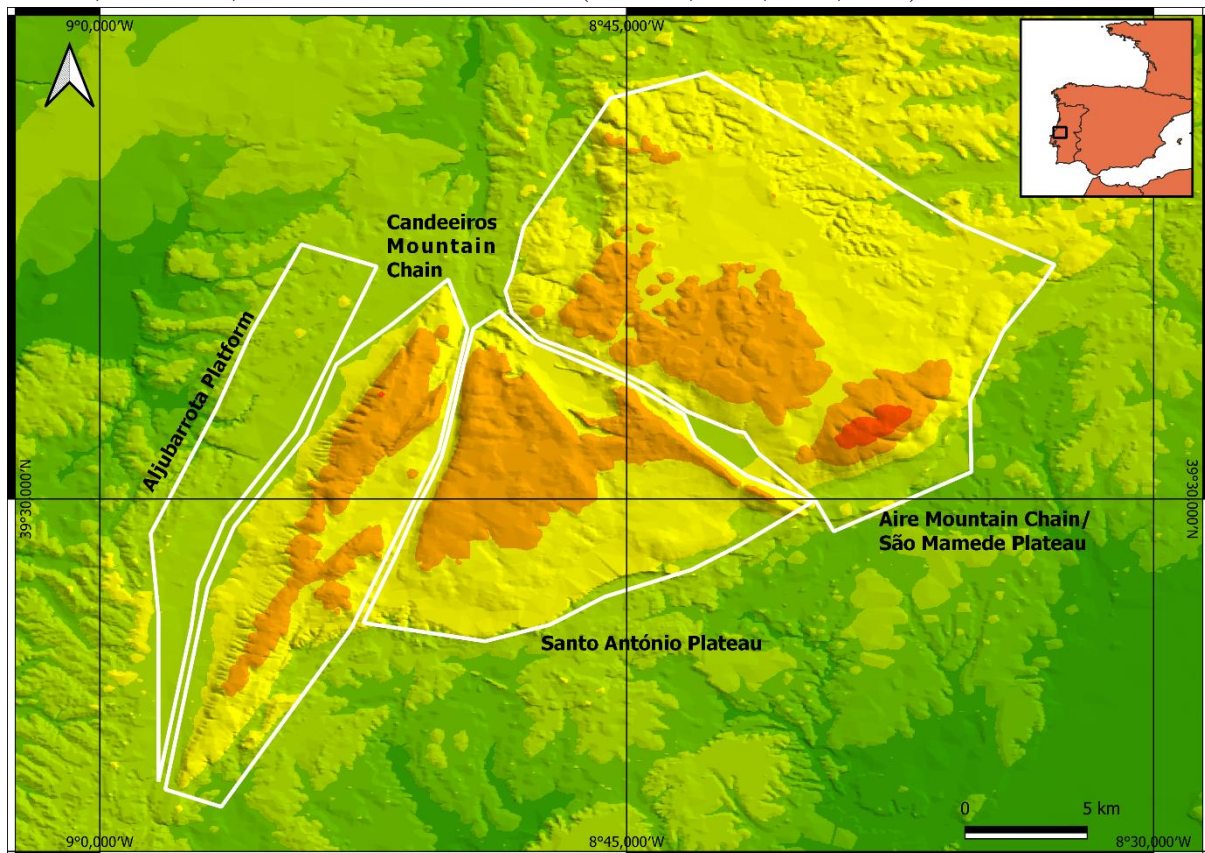 9°0,000'W
8°45,000'W
Candeeiros
Mountain
Chain
Aljubarrota Platform
39°30,000'N
39°30,000'N
Aire Mountain Chain/
São Mamede Plateau
Santo António Plateau
0
5 km
9°0,000'W
8°45,000'W
8°30,000'W